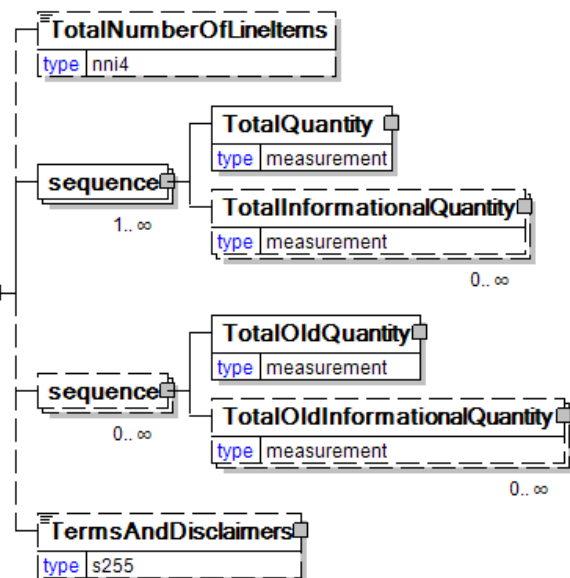 TotalNumberOfLineItems
type nni4
TotalQuantity
type measurement
sequence
1.. ∞
TotalInformationalQuantity
type measurement
0.. ∞
TotalOldQuantity
type measurement
sequence
0.. ∞
TotalOldInformationalQuantity
type measurement
0.. ∞
TermsAndDisclaimers
type s255